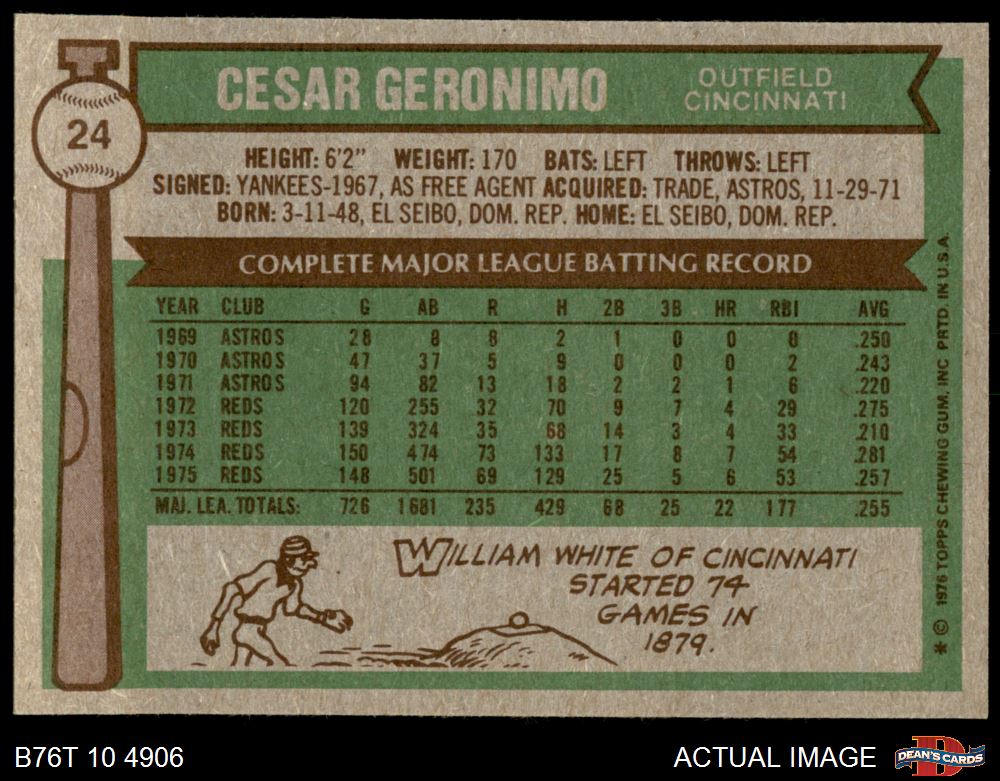 24
CESAR GERONIMO
OUTFIELD
CINCINNATI
HEIGHT: 6'2" WEIGHT: 170 BATS: LEFT THROWS: LEFT
SIGNED: YANKEES-1967, AS FREE AGENT ACQUIRED: TRADE, ASTROS, 11-29-71
BORN: 3-11-48, EL SEIBO, DOM. REP. HOME: EL SEIBO, DOM. REP.
COMPLETE MAJOR LEAGUE BATTING RECORD
YEAR CLUB G AB R H 2B 3B HR RBI AVG
1969 ASTROS 28 8 8 2 1 0 0 0 .250
1970 ASTROS 47 37 5 9 0 0 0 2 .243
1971 ASTROS 94 82 13 18 2 2 1 6 .220
1972 REDS 120 255 32 70 9 7 4 29 .275
1973 REDS 139 324 35 68 14 3 4 33 .210
1974 REDS 150 474 73 133 17 8 7 54 .281
1975 REDS 148 501 69 129 25 5 6 53 .257
MAJ. LEA. TOTALS: 726 1681 235 429 68 25 22 177 .255
WILLIAM WHITE OF CINCINNATI
STARTED 74
GAMES IN
1879.
* © 1976 TOPPS CHEWING GUM, INC PRTD. IN U.S.A.
B76T 10 4906
ACTUAL IMAGE
D
DEAN'S CARDS